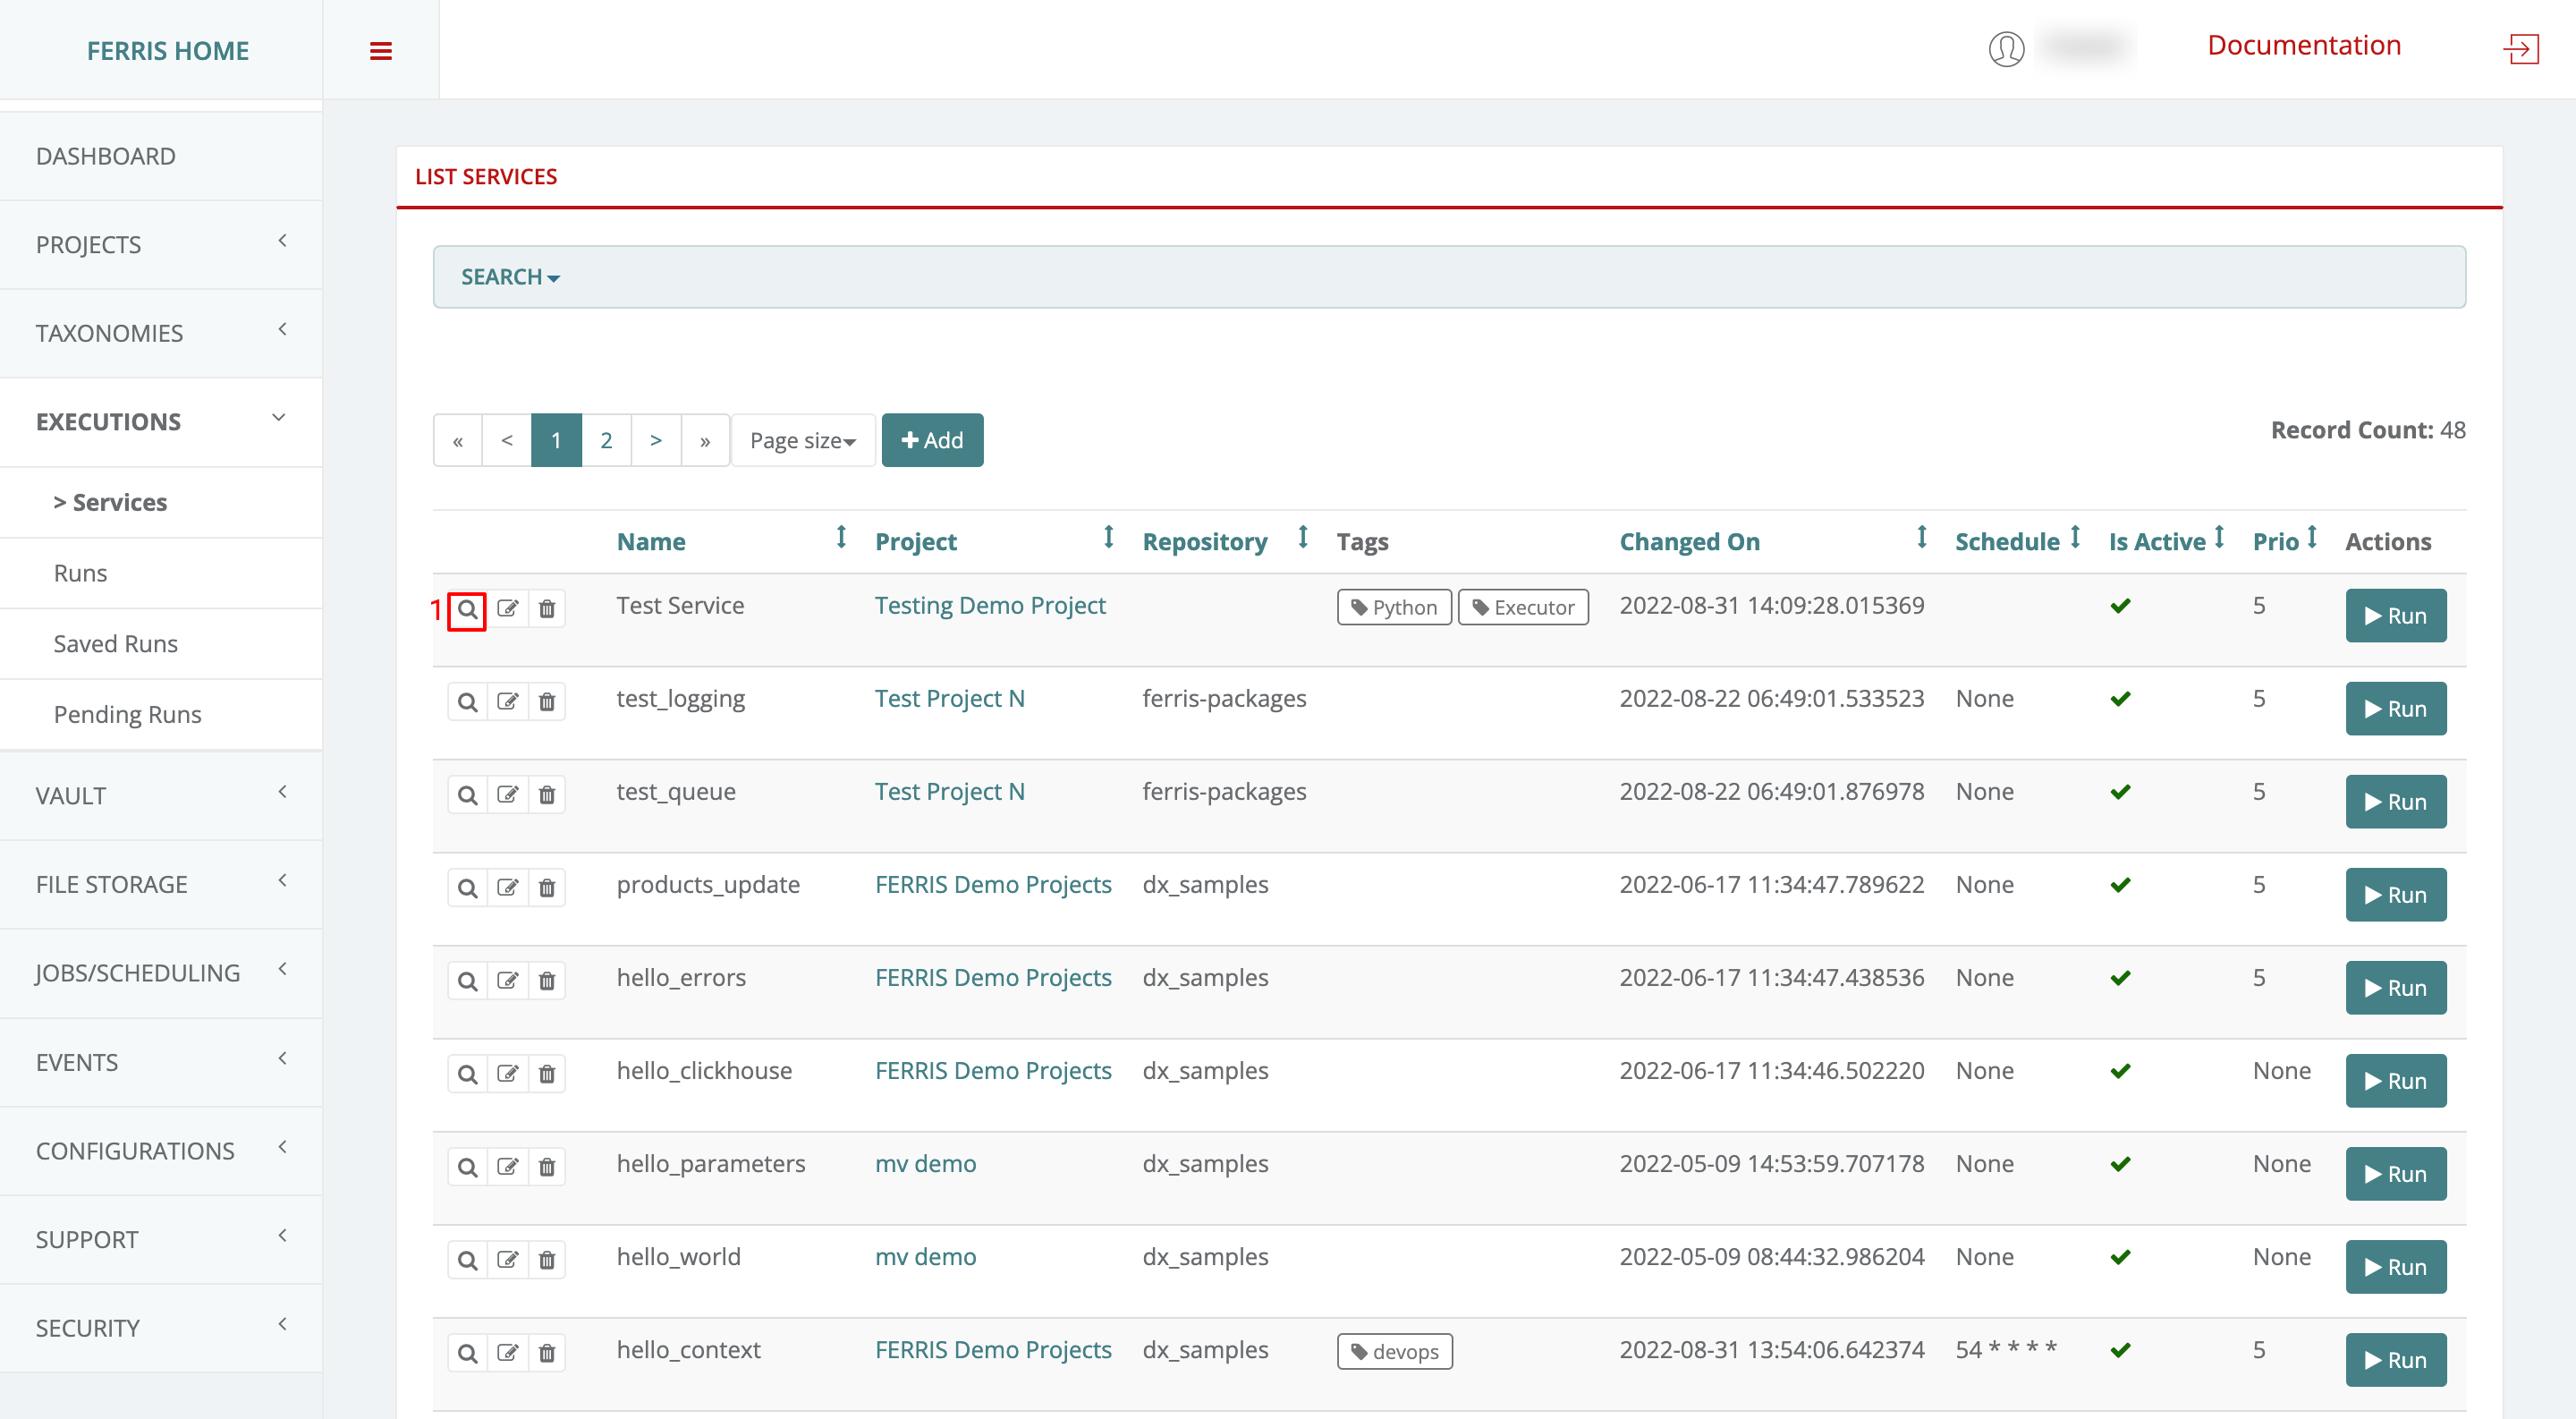 FERRIS HOME
Documentation
DASHBOARD
PROJECTS
TAXONOMIES
EXECUTIONS
> Services
Runs
Saved Runs
Pending Runs
VAULT
FILE STORAGE
JOBS/SCHEDULING
EVENTS
CONFIGURATIONS
SUPPORT
SECURITY
LIST SERVICES
SEARCH
« < 1 2 > » Page size + Add
Record Count: 48
Name Project Repository Tags Changed On Schedule Is Active Prio Actions
1 Test Service Testing Demo Project Python Executor 2022-08-31 14:09:28.015369 5 Run
test_logging Test Project N ferris-packages 2022-08-22 06:49:01.533523 None 5 Run
test_queue Test Project N ferris-packages 2022-08-22 06:49:01.876978 None 5 Run
products_update FERRIS Demo Projects dx_samples 2022-06-17 11:34:47.789622 None 5 Run
hello_errors FERRIS Demo Projects dx_samples 2022-06-17 11:34:47.438536 None 5 Run
hello_clickhouse FERRIS Demo Projects dx_samples 2022-06-17 11:34:46.502220 None None Run
hello_parameters mv demo dx_samples 2022-05-09 14:53:59.707178 None None Run
hello_world mv demo dx_samples 2022-05-09 08:44:32.986204 None None Run
hello_context FERRIS Demo Projects dx_samples devops 2022-08-31 13:54:06.642374 54 * * * * 5 Run